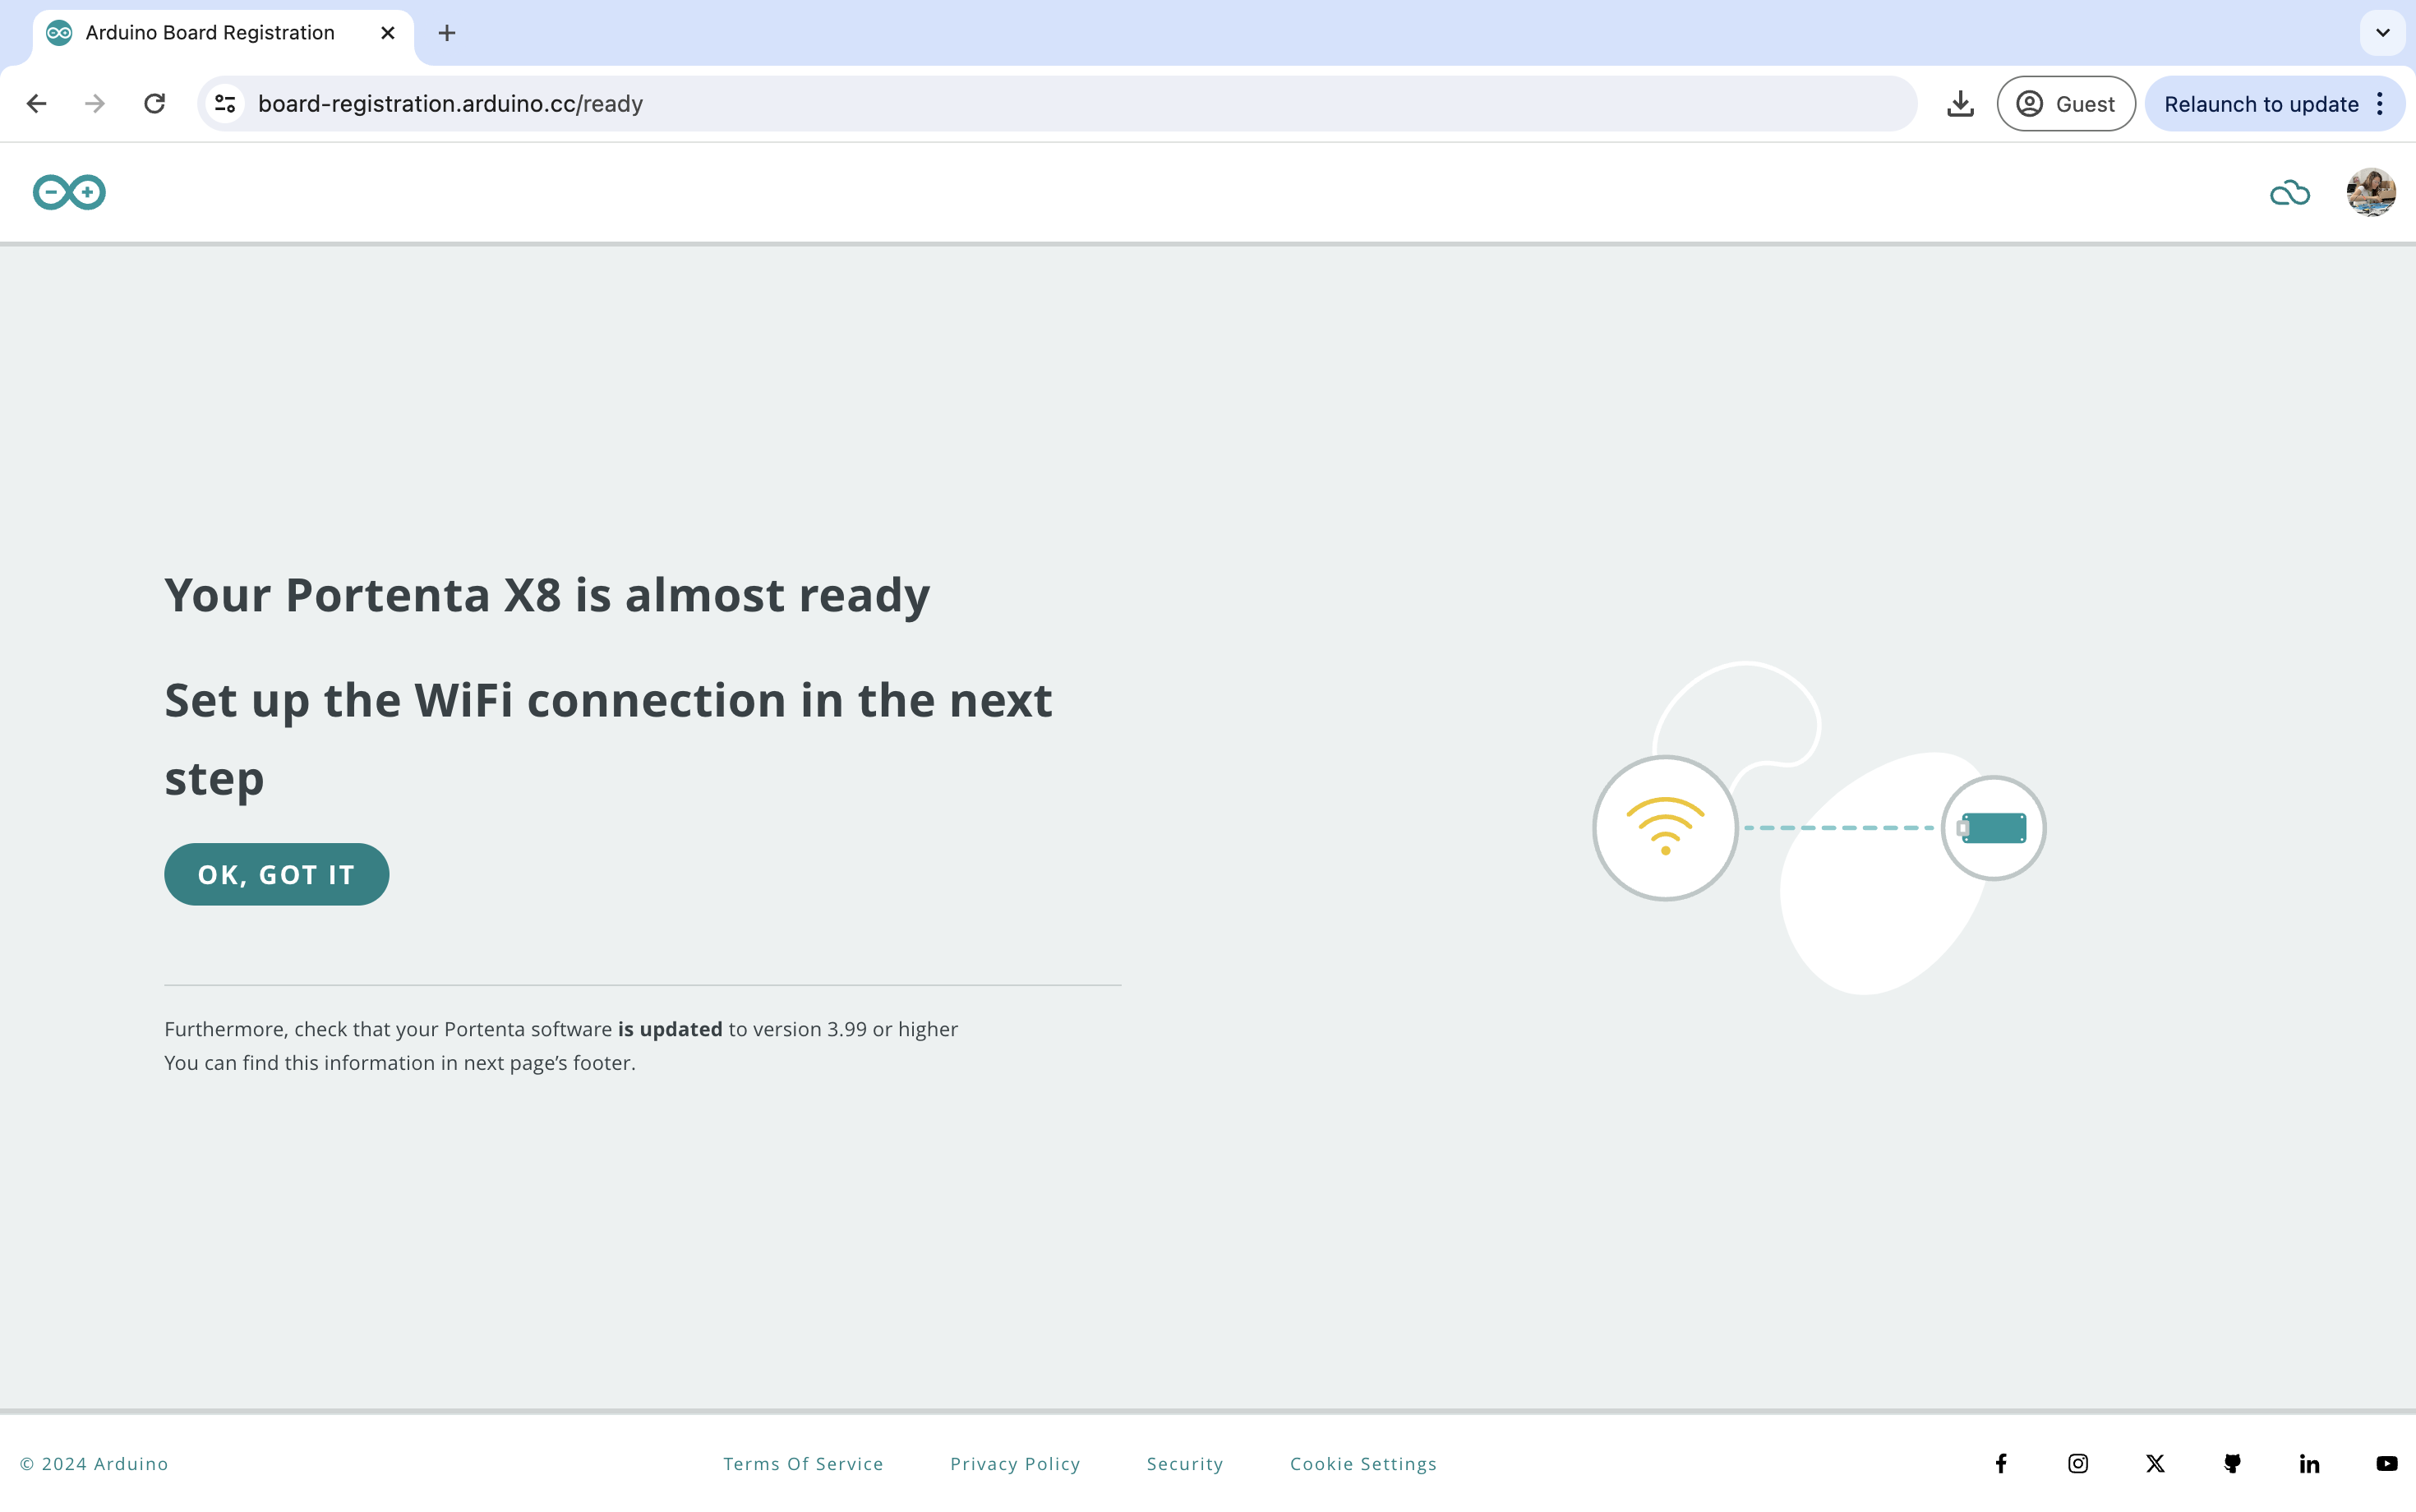 Arduino Board Registration
board-registration.arduino.cc/ready
Guest
Relaunch to update
Your Portenta X8 is almost ready
Set up the WiFi connection in the next
step
OK, GOT IT
Furthermore, check that your Portenta software is updated to version 3.99 or higher
You can find this information in next page’s footer.
© 2024 Arduino
Terms Of Service
Privacy Policy
Security
Cookie Settings